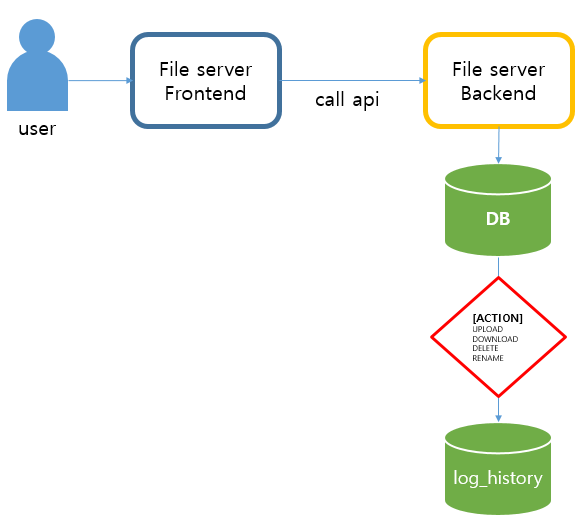 File server
Frontend
File server
Backend
call api
user
DB
[ACTION]
UPLOAD
DOWNLOAD
DELETE
RENAME
log_history